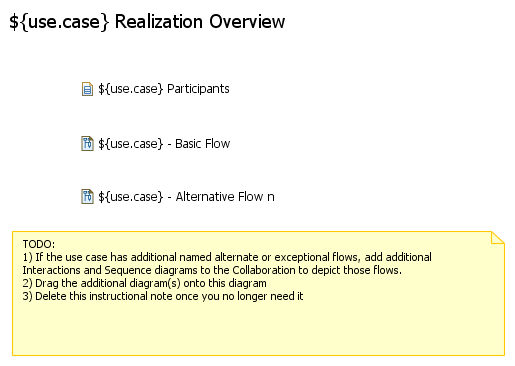 ${use.case} Realization Overview
${use.case} Participants
${use.case} - Basic Flow
${use.case} - Alternative Flow n
TODO:
1) If the use case has additional named alternate or exceptional flows, add additional
Interactions and Sequence diagrams to the Collaboration to depict those flows.
2) Drag the additional diagram(s) onto this diagram
3) Delete this instructional note once you no longer need it